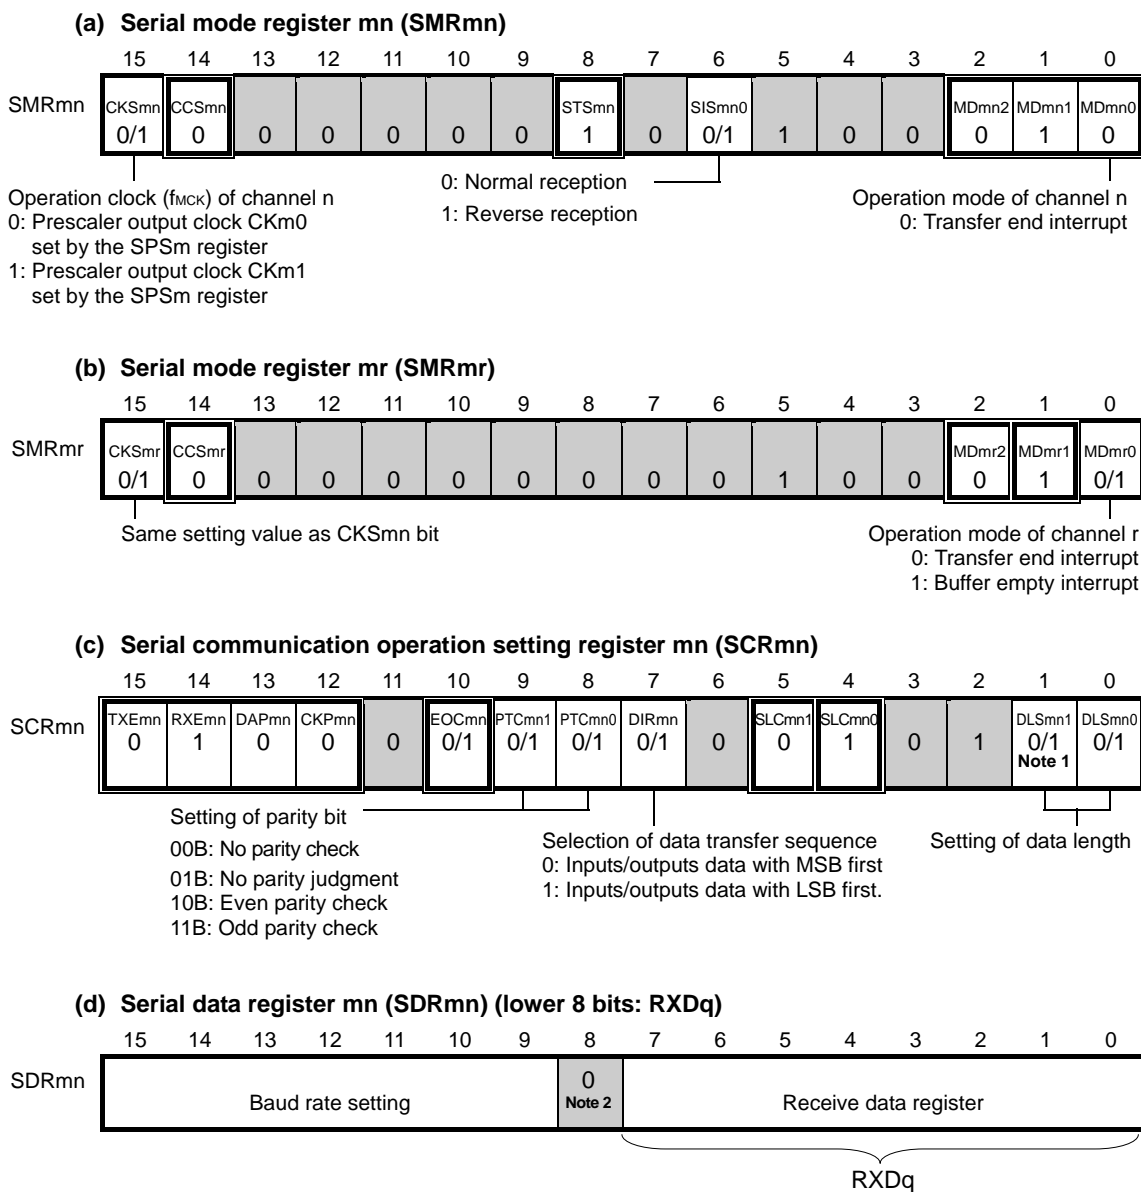 (a) Serial mode register mn (SMRmn)
15 14 13 12 11 10 9 8 7 6 5 4 3 2 1 0
SMRmn
CKSmn CCSmn STSmn SISmn0 MDmn2 MDmn1 MDmn0
0/1 0 0 0 0 0 0 1 0 0/1 1 0 0 0 1 0
Operation clock (fMCK) of channel n
0: Prescaler output clock CKm0
set by the SPSm register
1: Prescaler output clock CKm1
set by the SPSm register
0: Normal reception
1: Reverse reception
Operation mode of channel n
0: Transfer end interrupt
(b) Serial mode register mr (SMRmr)
15 14 13 12 11 10 9 8 7 6 5 4 3 2 1 0
SMRmr
CKSmr CCSmr MDmr2 MDmr1 MDmr0
0/1 0 0 0 0 0 0 0 0 0 1 0 0 0 1 0/1
Same setting value as CKSmn bit
Operation mode of channel r
0: Transfer end interrupt
1: Buffer empty interrupt
(c) Serial communication operation setting register mn (SCRmn)
15 14 13 12 11 10 9 8 7 6 5 4 3 2 1 0
SCRmn
TXEmn RXEmn DAPmn CKPmn EOCmn PTCmn1 PTCmn0 DIRmn SLCmn1 SLCmn0 DLSmn1 DLSmn0
0 1 0 0 0 0/1 0/1 0/1 0/1 0 0 1 0 1 0/1 0/1
Note 1
Setting of parity bit
00B: No parity check
01B: No parity judgment
10B: Even parity check
11B: Odd parity check
Selection of data transfer sequence
0: Inputs/outputs data with MSB first
1: Inputs/outputs data with LSB first.
Setting of data length
(d) Serial data register mn (SDRmn) (lower 8 bits: RXDq)
15 14 13 12 11 10 9 8 7 6 5 4 3 2 1 0
SDRmn
Baud rate setting
0
Note 2
Receive data register
RXDq